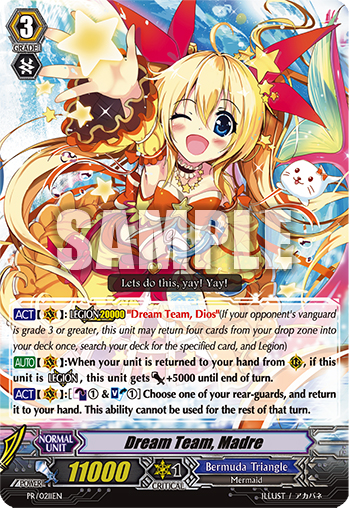 3
GRADE
SAMPLE
Lets do this, yay! Yay!
ACT [ ]:LEGION20000 "Dream Team, Dios"(If your opponent's vanguard
is grade 3 or greater, this unit may return four cards from your drop zone into
your deck once, search your deck for the specified card, and Legion)
AUTO [ ]:When your unit is returned to your hand from , if this
unit is LEGION, this unit gets +5000 until end of turn.
ACT [ ]:[ 1 & 1] Choose one of your rear-guards, and return
it to your hand. This ability cannot be used for the rest of that turn.
NORMAL
UNIT
Dream Team, Madre
POWER
11000
1
CRITICAL
Bermuda Triangle
Mermaid
PR/0211EN
ILLUST / アカバネ